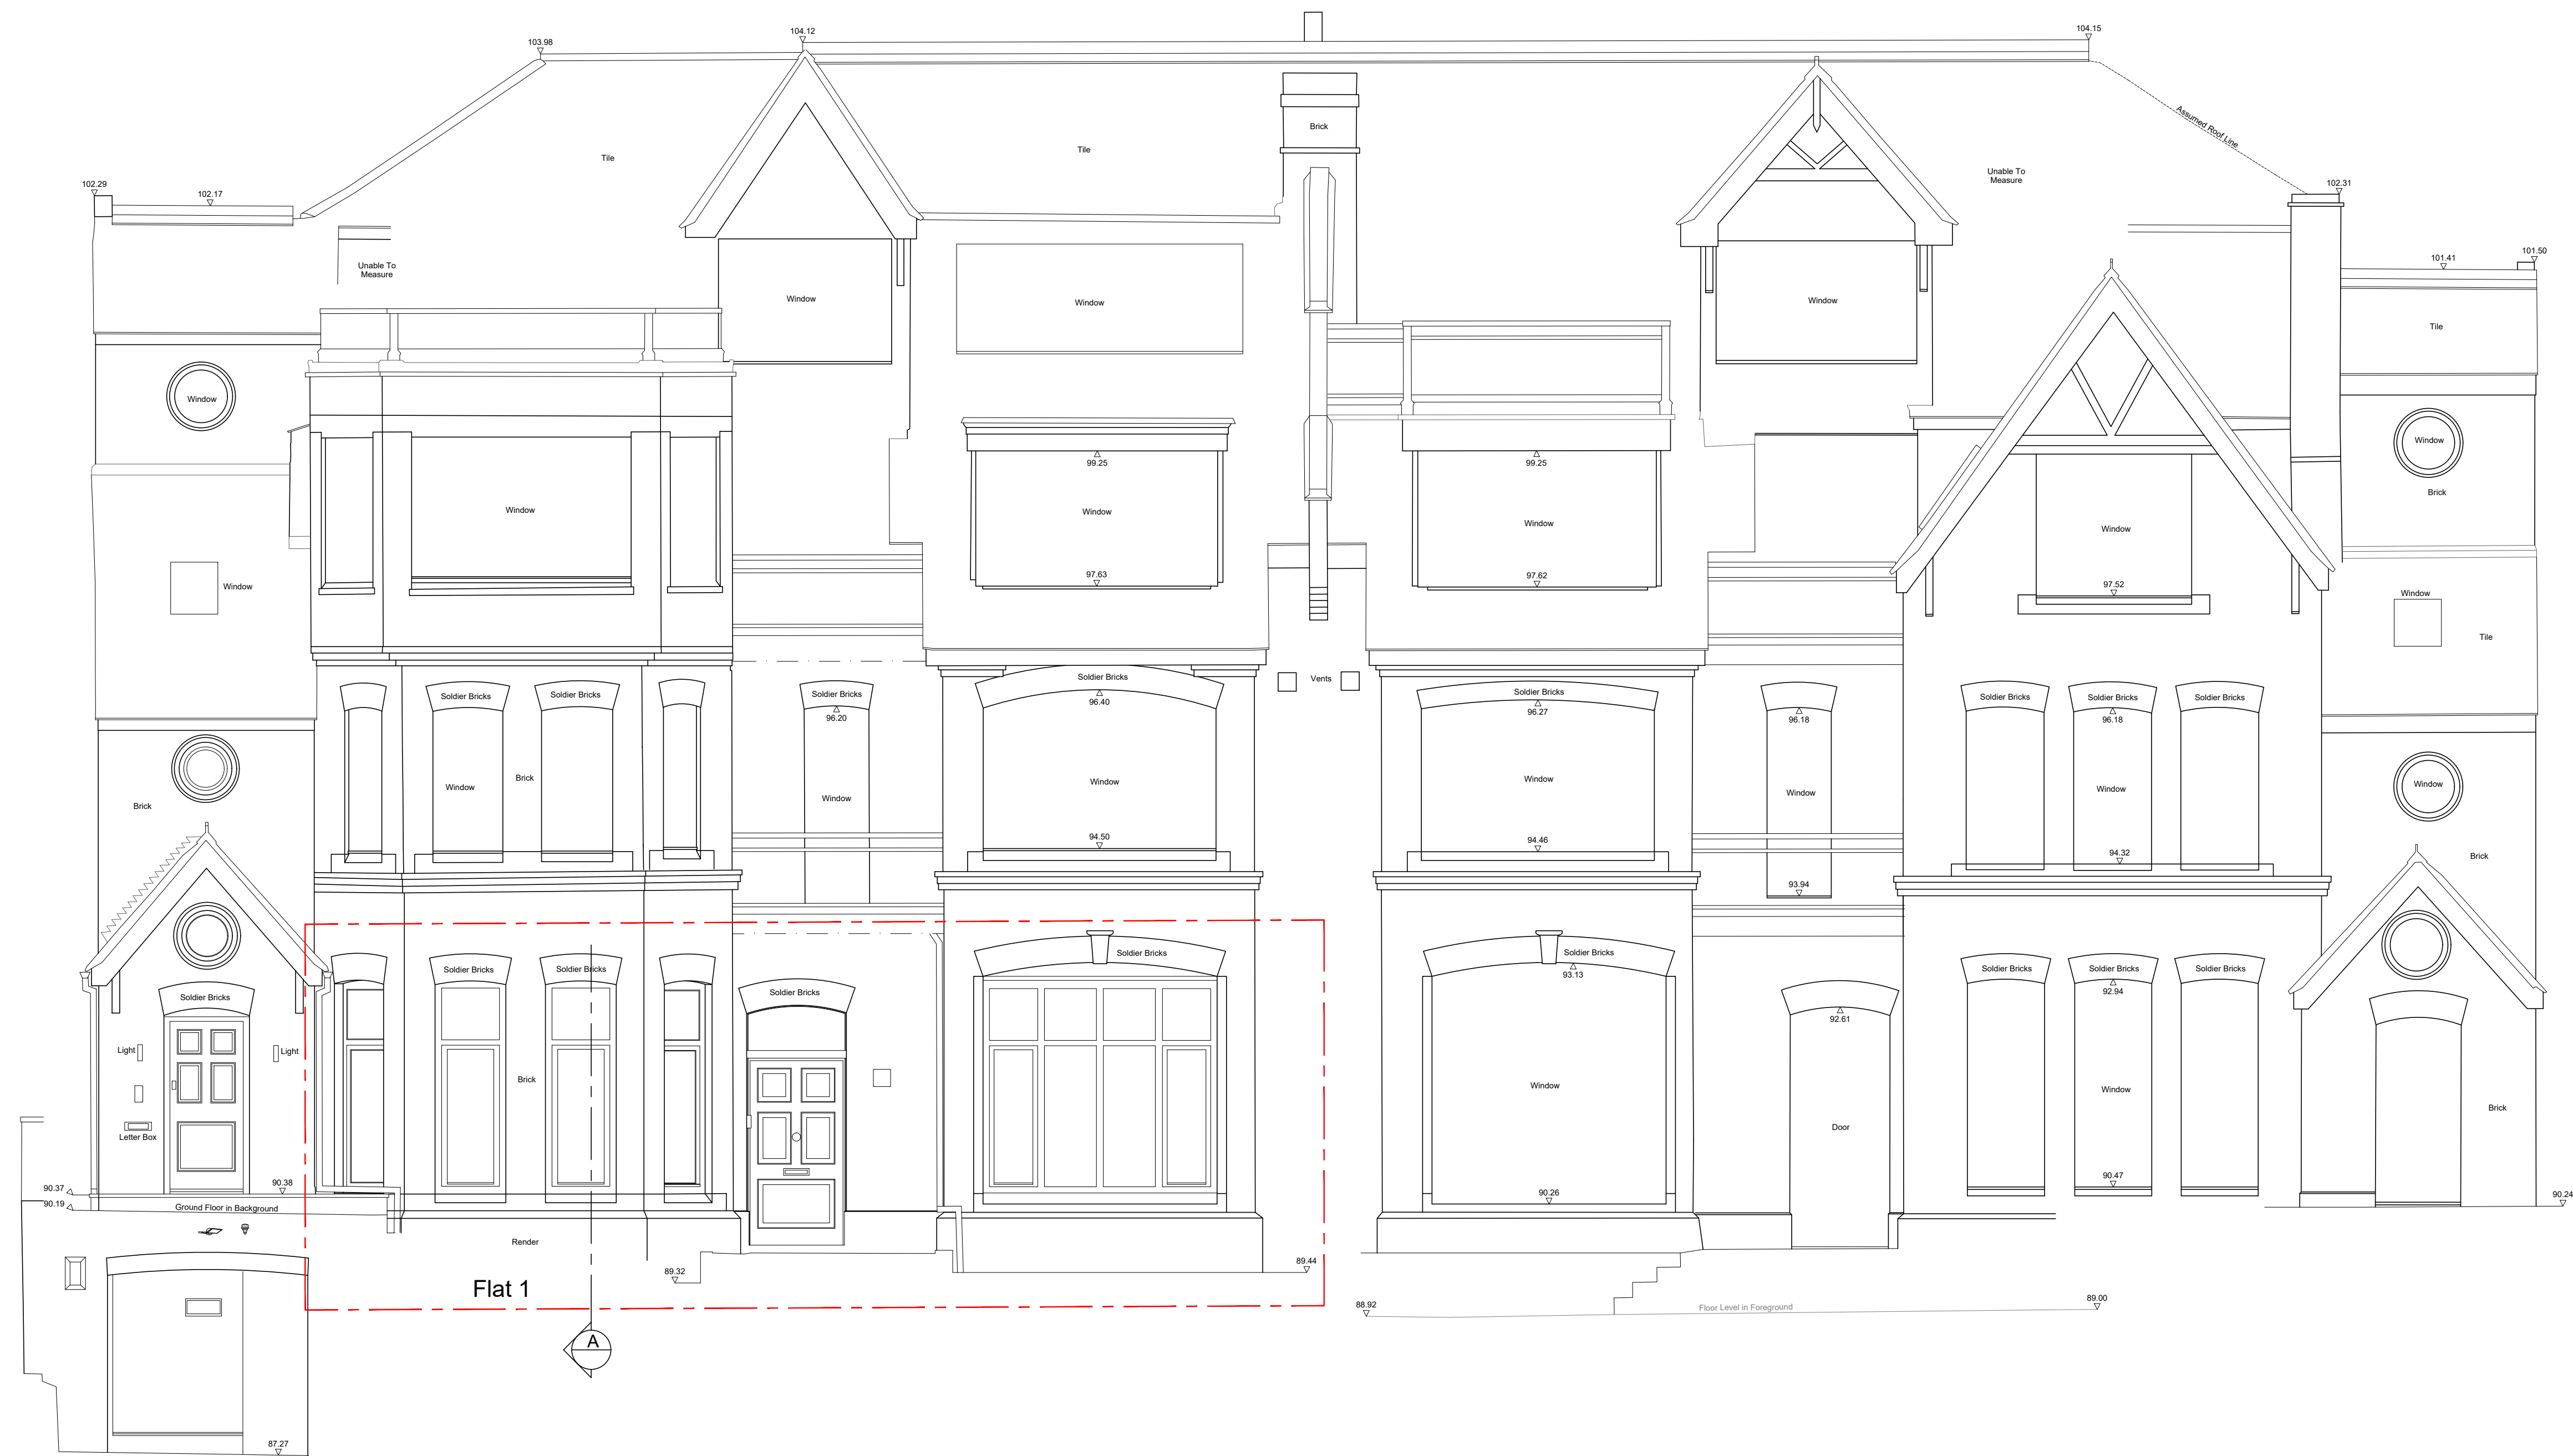 104.12
104.15
103.98
Assumed Roof Line
Brick
Tile
Tile
Unable To
Measure
102.29
102.17
102.31
101.50
101.41
Unable To
Measure
Window
Window
Window
Tile
Window
Window
Brick
99.25
99.25
Window
Window
Window
Window
97.63
97.62
97.52
Window
Window
Tile
Vents
Soldier Bricks
Soldier Bricks
Soldier Bricks
Soldier Bricks
Soldier Bricks
Soldier Bricks
Soldier Bricks
Soldier Bricks
96.20
96.40
96.27
96.18
96.18
Window
Brick
Window
Window
Window
Window
Window
Window
Brick
94.50
94.46
94.32
93.94
Brick
Soldier Bricks
Soldier Bricks
Soldier Bricks
Soldier Bricks
Soldier Bricks
Soldier Bricks
Soldier Bricks
Soldier Bricks
Soldier Bricks
93.13
92.94
92.61
Light
Light
Brick
Window
Window
Letter Box
Door
Brick
90.37
90.38
90.19
Ground Floor in Background
90.26
90.47
90.24
Render
89.32
89.44
Flat 1
88.92
Floor Level in Foreground
89.00
A
87.27